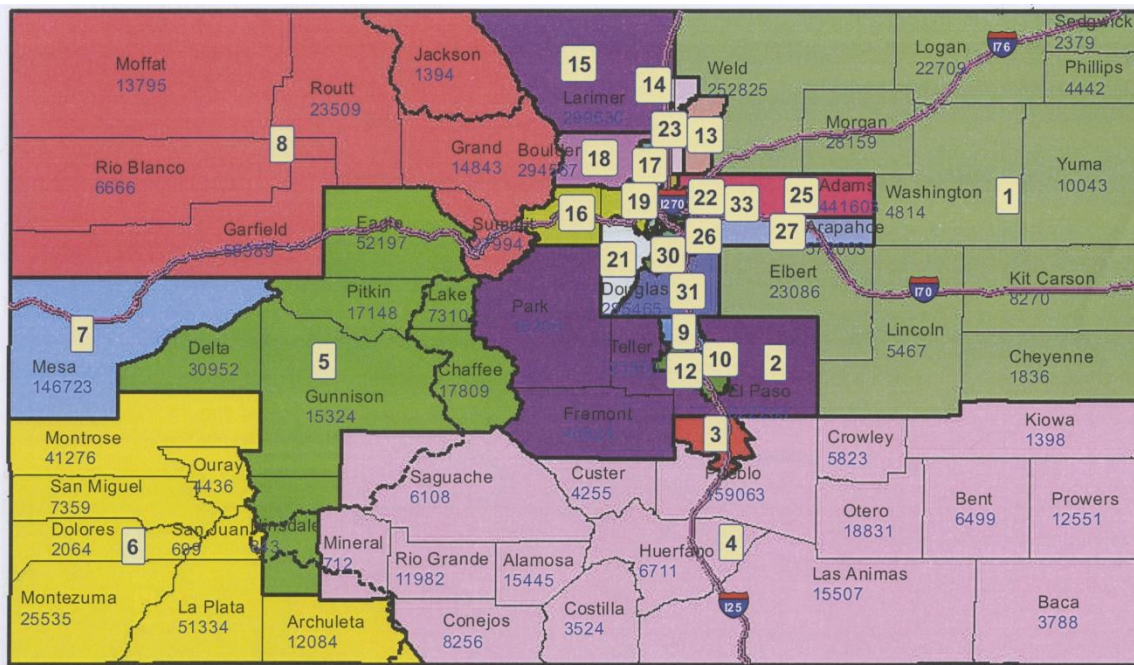 Moffat
13795
Rio Blanco
6666
Garfield
8
Routt
23509
Jackson
1394
Grand
14843
15
Larimer
14
Weld
252825
Logan
22709
I76
Sedgwick
2379
Phillips
4442
Morgan
28159
Yuma
10043
Washington
4814
1
Boulder
18
17
23
13
16
19
I270
22
33
25
Adams
26
27
Arapahoe
Eagle
52197
21
30
Douglas
31
Elbert
23086
I70
Kit Carson
8270
Lincoln
5467
Cheyenne
1836
7
Mesa
146723
Delta
30952
Pitkin
17148
Lake
7310
5
Gunnison
15324
Chaffee
17809
Park
Teller
Fremont
9
12
10
2
El Paso
3
Montrose
41276
Ouray
4436
San Miguel
7359
Dolores
2064
6
San Juan
699
Montezuma
25535
La Plata
51334
Archuleta
12084
Mineral
712
Saguache
6108
Rio Grande
11982
Alamosa
15445
Conejos
8256
Custer
4255
Costilla
3524
Huerfano
6711
4
Pueblo
Las Animas
15507
I25
Crowley
5823
Otero
18831
Kiowa
1398
Bent
6499
Prowers
12551
Baca
3788